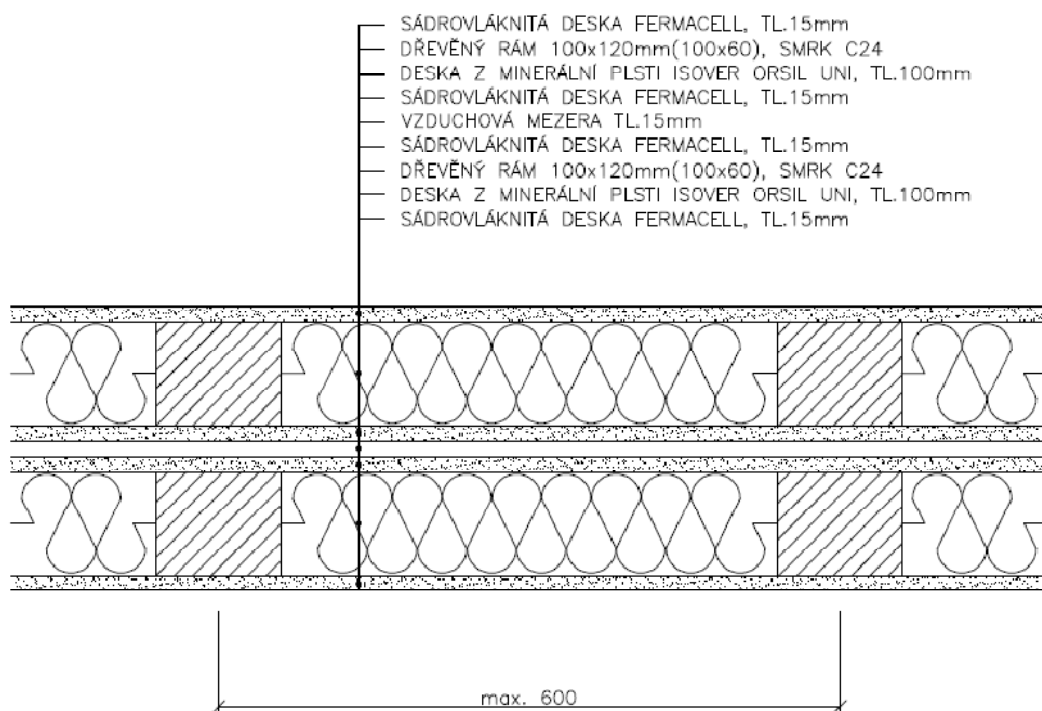 SÁDROVLÁKNITÁ DESKA FERMACELL, TL.15mm
DŘEVĚNÝ RÁM 100x120mm(100x60), SMRK C24
DESKA Z MINERÁLNÍ PLSTI ISOVER ORSIL UNI, TL.100mm
SÁDROVLÁKNITÁ DESKA FERMACELL, TL.15mm
VZDUCHOVÁ MEZERA TL.15mm
SÁDROVLÁKNITÁ DESKA FERMACELL, TL.15mm
DŘEVĚNÝ RÁM 100x120mm(100x60), SMRK C24
DESKA Z MINERÁLNÍ PLSTI ISOVER ORSIL UNI, TL.100mm
SÁDROVLÁKNITÁ DESKA FERMACELL, TL.15mm
max. 600